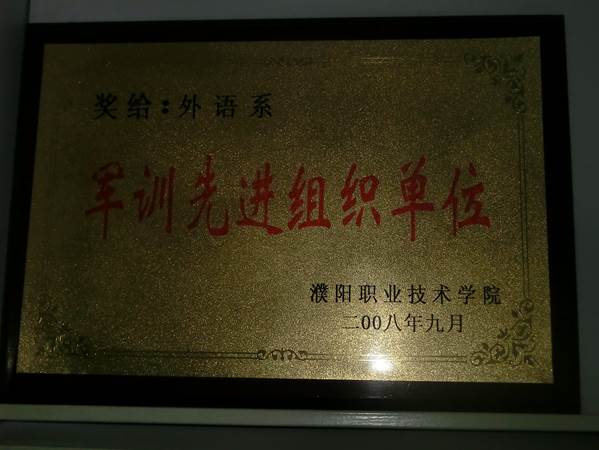 奖给:外语系
军训先进组织单位
濮阳职业技术学院
二00八年九月